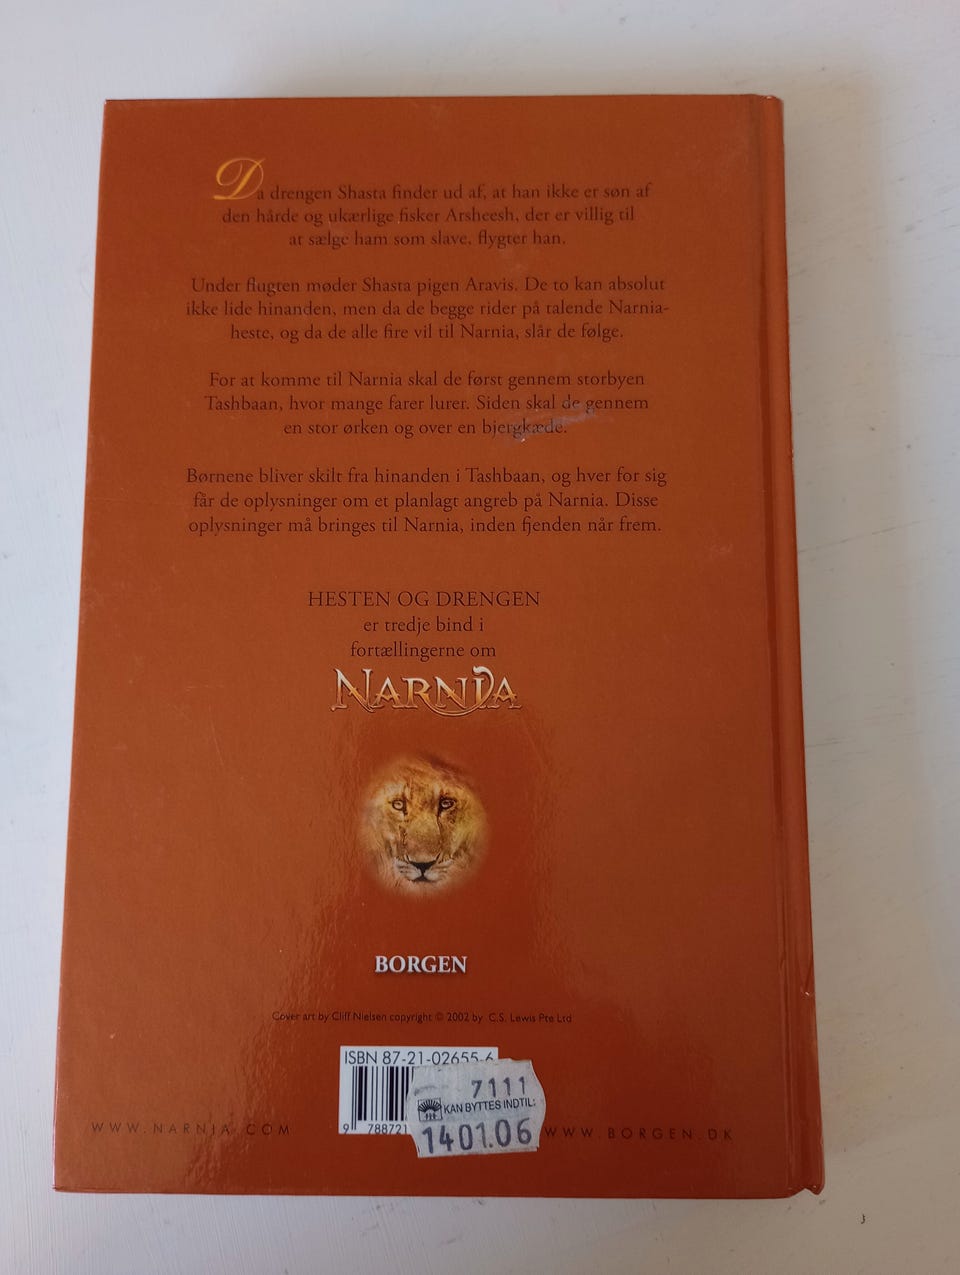 Da drengen Shasta finder ud af, at han ikke er søn af
den hårde og ukærlige fisker Arsheesh, der er villig til
at sælge ham som slave, flygter han.
Under flugten møder Shasta pigen Aravis. De to kan absolut
ikke lide hinanden, men da de begge rider på talende Narnia-
heste, og da de alle fire vil til Narnia, slår de følge.
For at komme til Narnia skal de først gennem storbyen
Tashbaan, hvor mange farer lurer. Siden skal de gennem
en stor ørken og over en bjergkæde.
Børnene bliver skilt fra hinanden i Tashbaan, og hver for sig
får de oplysninger om et planlagt angreb på Narnia. Disse
oplysninger må bringes til Narnia, inden fjenden når frem.
HESTEN OG DRENGEN
er tredje bind i
fortællingerne om
NARNIA
BORGEN
Cover art by Cliff Nielsen copyright © 2002 by C.S. Lewis Pte Ltd
ISBN 87-21-02655-6
7111
KAN BYTTES INDTIL:
14 01.06
9 788721
WWW.NARNIA.COM
WWW.BORGEN.DK